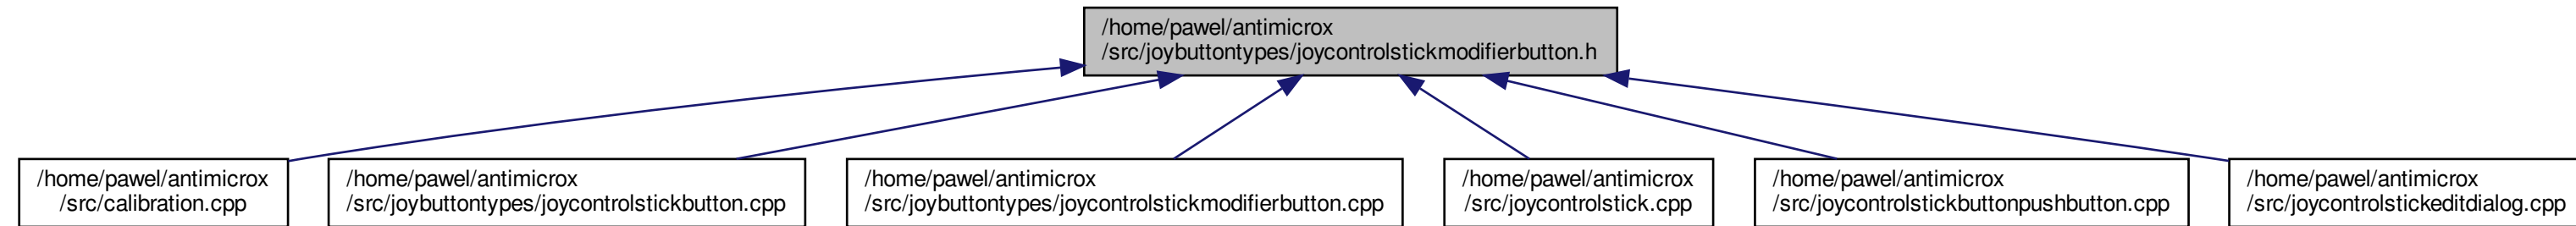 /home/pawel/antimicrox
/src/joybuttontypes/joycontrolstickmodifierbutton.h
/home/pawel/antimicrox
/src/calibration.cpp
/home/pawel/antimicrox
/src/joybuttontypes/joycontrolstickbutton.cpp
/home/pawel/antimicrox
/src/joybuttontypes/joycontrolstickmodifierbutton.cpp
/home/pawel/antimicrox
/src/joycontrolstick.cpp
/home/pawel/antimicrox
/src/joycontrolstickbuttonpushbutton.cpp
/home/pawel/antimicrox
/src/joycontrolstickeditdialog.cpp